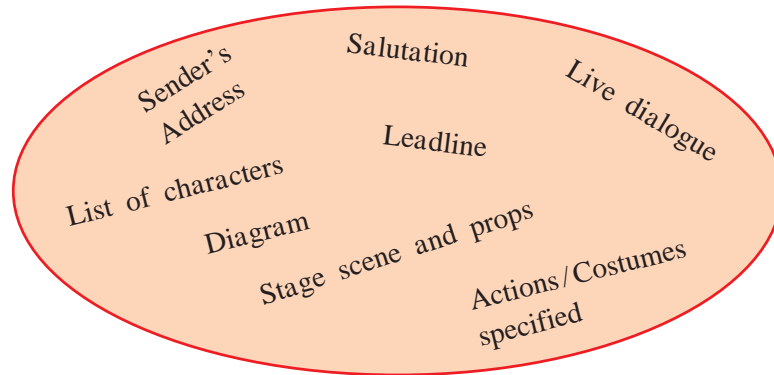 Sender's
Address
Salutation
Live dialogue
Leadline
List of characters
Diagram
Stage scene and props
Actions/Costumes
specified